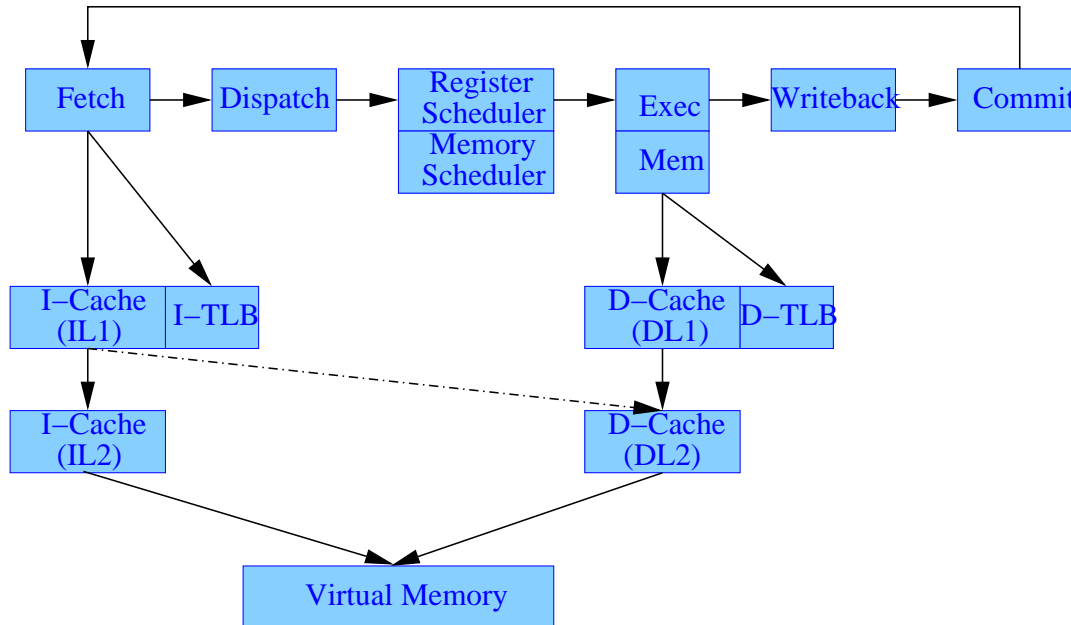 Fetch
Dispatch
Register
Scheduler
Memory
Scheduler
Exec
Mem
Writeback
Commit
I−Cache
(IL1)
I−TLB
D−Cache
(DL1)
D−TLB
I−Cache
(IL2)
D−Cache
(DL2)
Virtual Memory